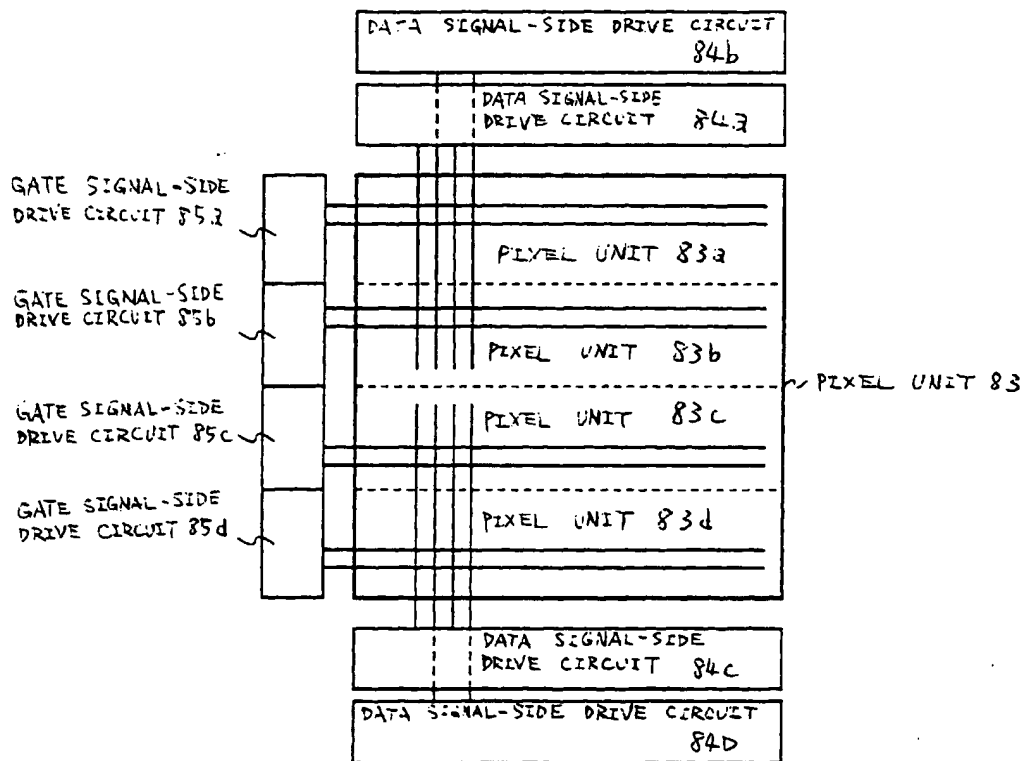 DATA SIGNAL-SIDE DRIVE CIRCUIT
84b
DATA SIGNAL-SIDE
DRIVE CIRCUIT 84a
GATE SIGNAL-SIDE
DRIVE CIRCUIT 85a
PIXEL UNIT 83a
GATE SIGNAL-SIDE
DRIVE CIRCUIT 85b
PIXEL UNIT 83b
PIXEL UNIT 83
GATE SIGNAL-SIDE
DRIVE CIRCUIT 85c
PIXEL UNIT 83c
GATE SIGNAL-SIDE
DRIVE CIRCUIT 85d
PIXEL UNIT 83d
DATA SIGNAL-SIDE
DRIVE CIRCUIT 84c
DATA SIGNAL-SIDE DRIVE CIRCUIT
84D